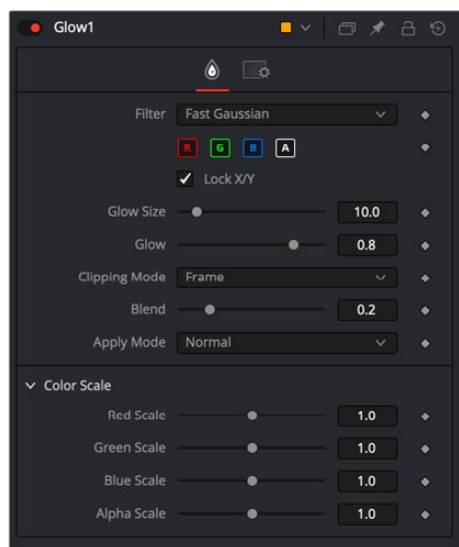 Glow1
Filter Fast Gaussian
R G B A
Lock X/Y
Glow Size 10.0
Glow 0.8
Clipping Mode Frame
Blend 0.2
Apply Mode Normal
Color Scale
Red Scale 1.0
Green Scale 1.0
Blue Scale 1.0
Alpha Scale 1.0